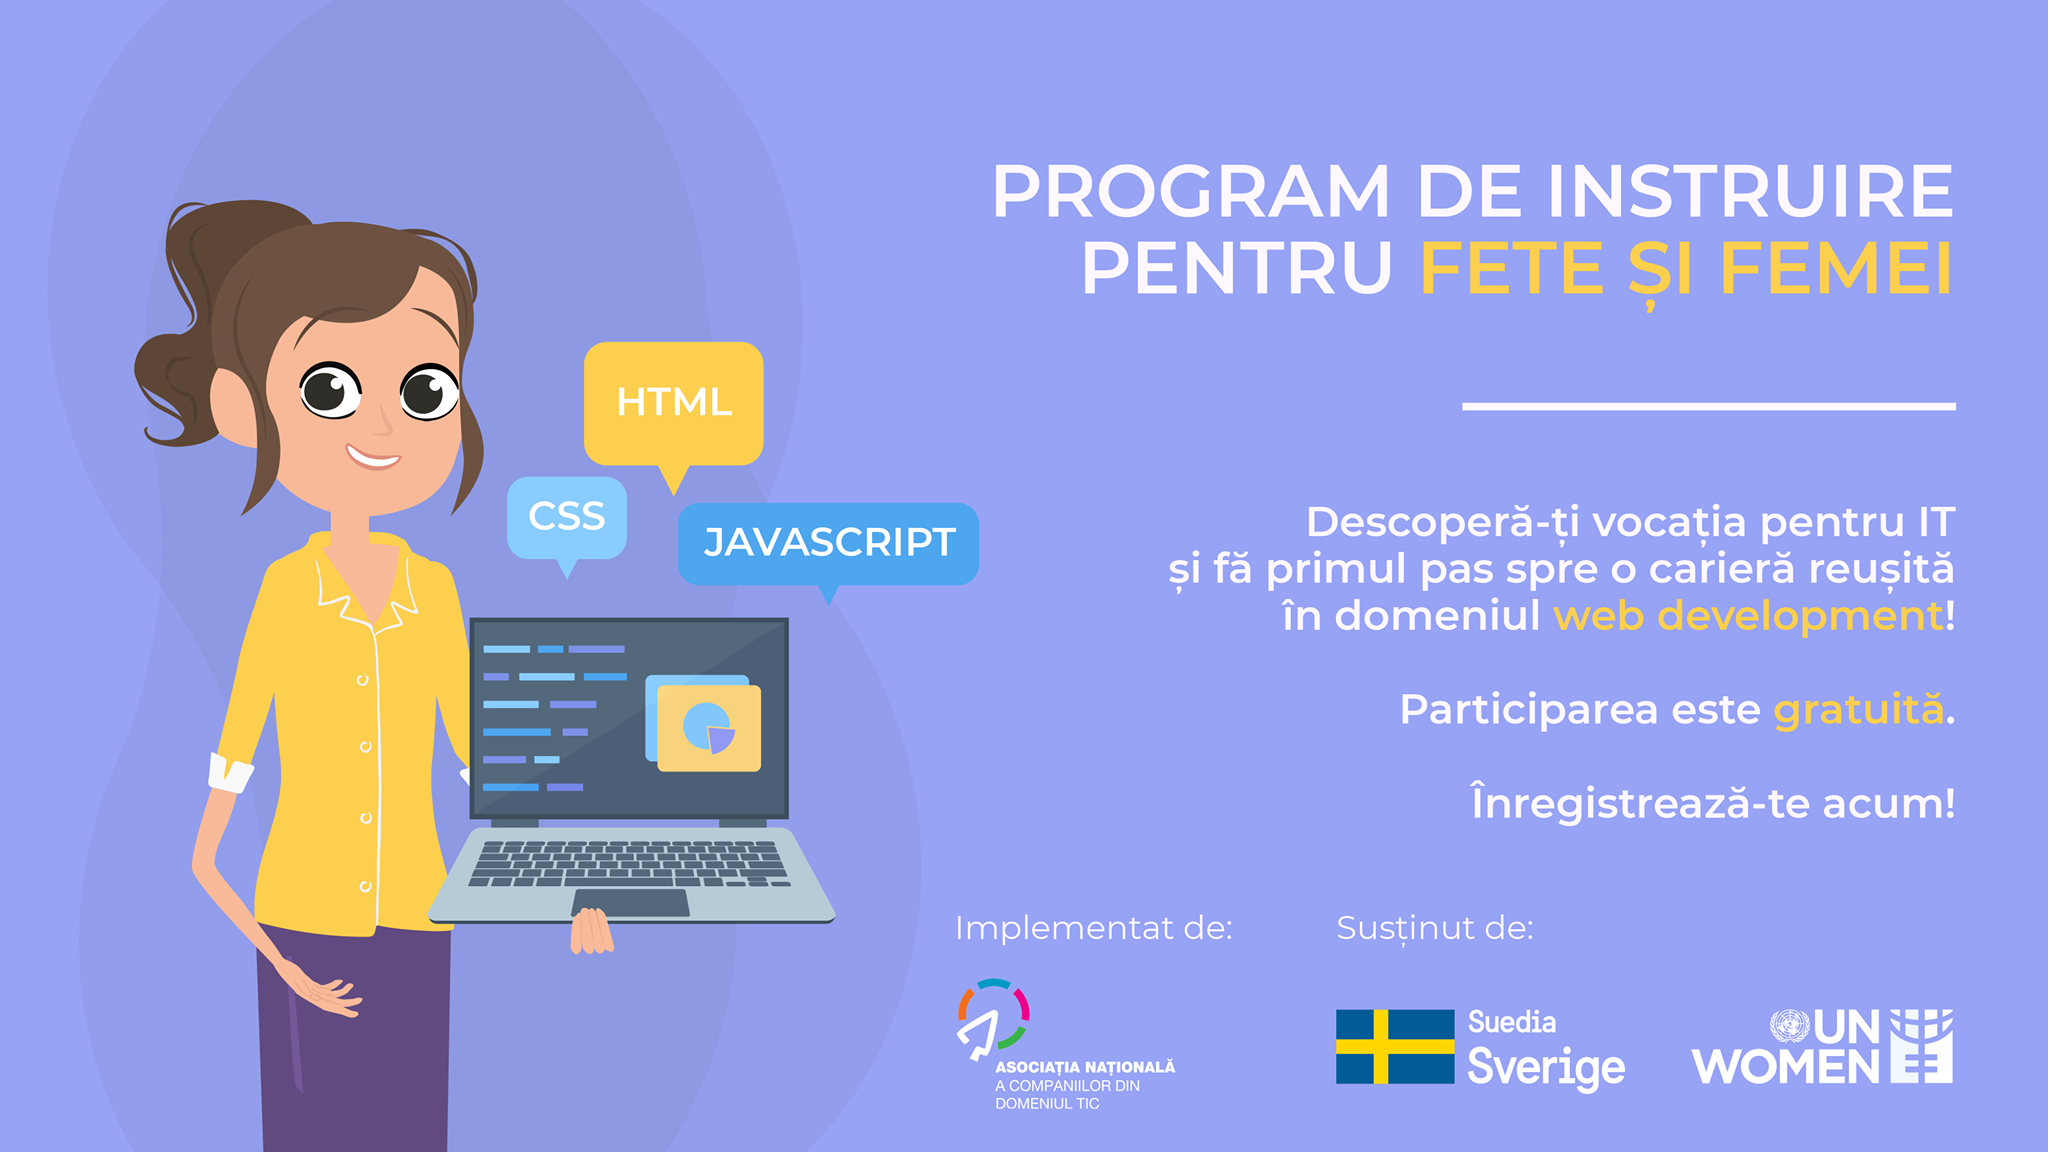 PROGRAM DE INSTRUIRE
PENTRU FETE ȘI FEMEI
HTML
CSS
JAVASCRIPT
Descoperă-ți vocația pentru IT
și fă primul pas spre o carieră reușită
în domeniul web development!
Participarea este gratuită.
Înregistrează-te acum!
Implementat de:
ASOCIAȚIA NAȚIONALĂ
A COMPANIILOR DIN
DOMENIUL TIC
Susținut de:
Suedia
Sverige
UN
WOMEN